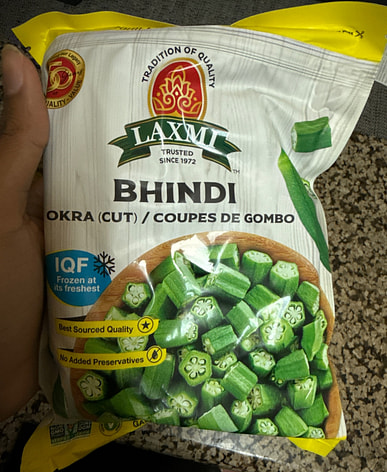 TRADITION OF QUALITY
LAXMI
TRUSTED
SINCE 1972
TM
BHINDI
OKRA (CUT) / COUPES DE GOMBO
IQF
Frozen at
its freshest
Best Sourced Quality
No Added Preservatives